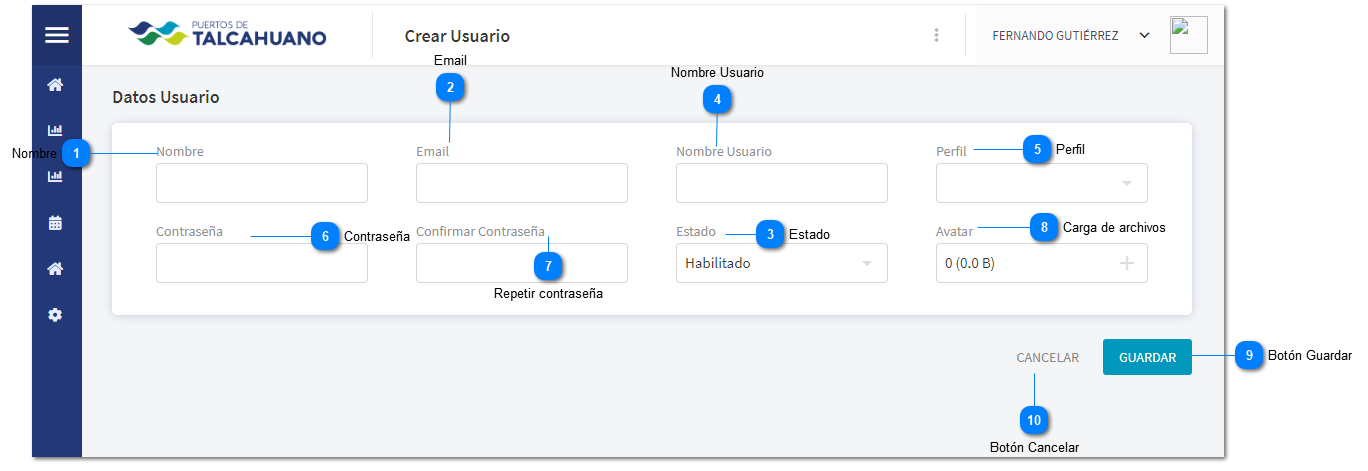 PUERTOS DE
TALCAHUANO
Crear Usuario
FERNANDO GUTIÉRREZ
Email
2
Nombre Usuario
4
Datos Usuario
Nombre
1
Nombre
Email
Nombre Usuario
Perfil
5
Perfil
Contraseña
6
Contraseña
Confirmar Contraseña
7
Repetir contraseña
Estado
3
Estado
Avatar
8
Carga de archivos
Habilitado
0 (0.0 B)
CANCELAR
GUARDAR
9
Botón Guardar
10
Botón Cancelar